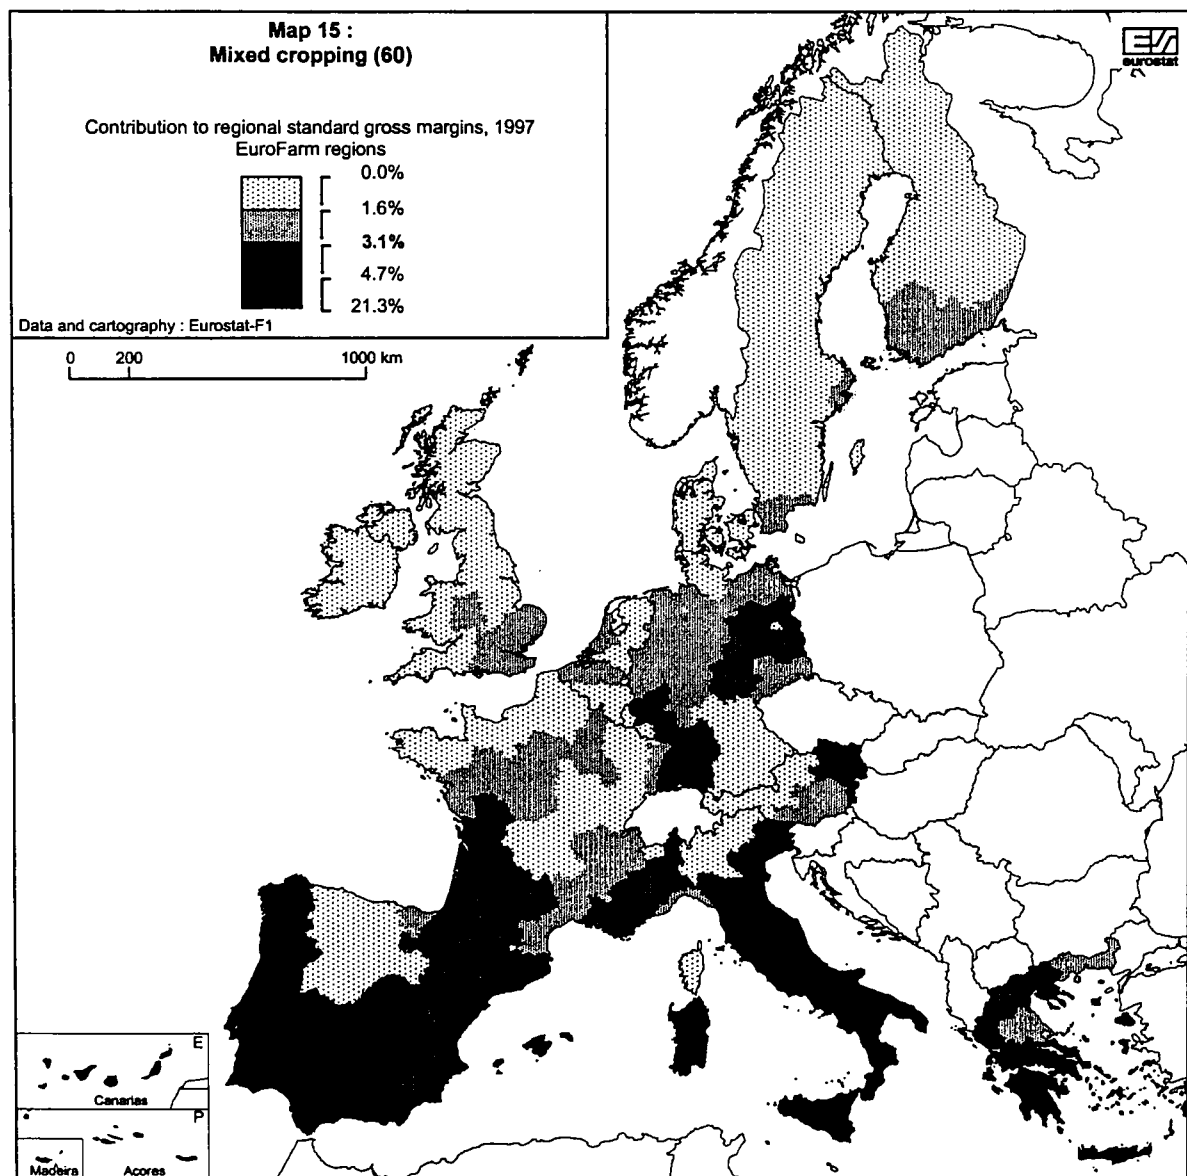 Map 15 :
Mixed cropping (60)
Contribution to regional standard gross margins, 1997
EuroFarm regions
0.0%
1.6%
3.1%
4.7%
21.3%
Data and cartography : Eurostat-F1
0 200 1000 km
eurostat
E
Canarias
P
Madeira
Açores